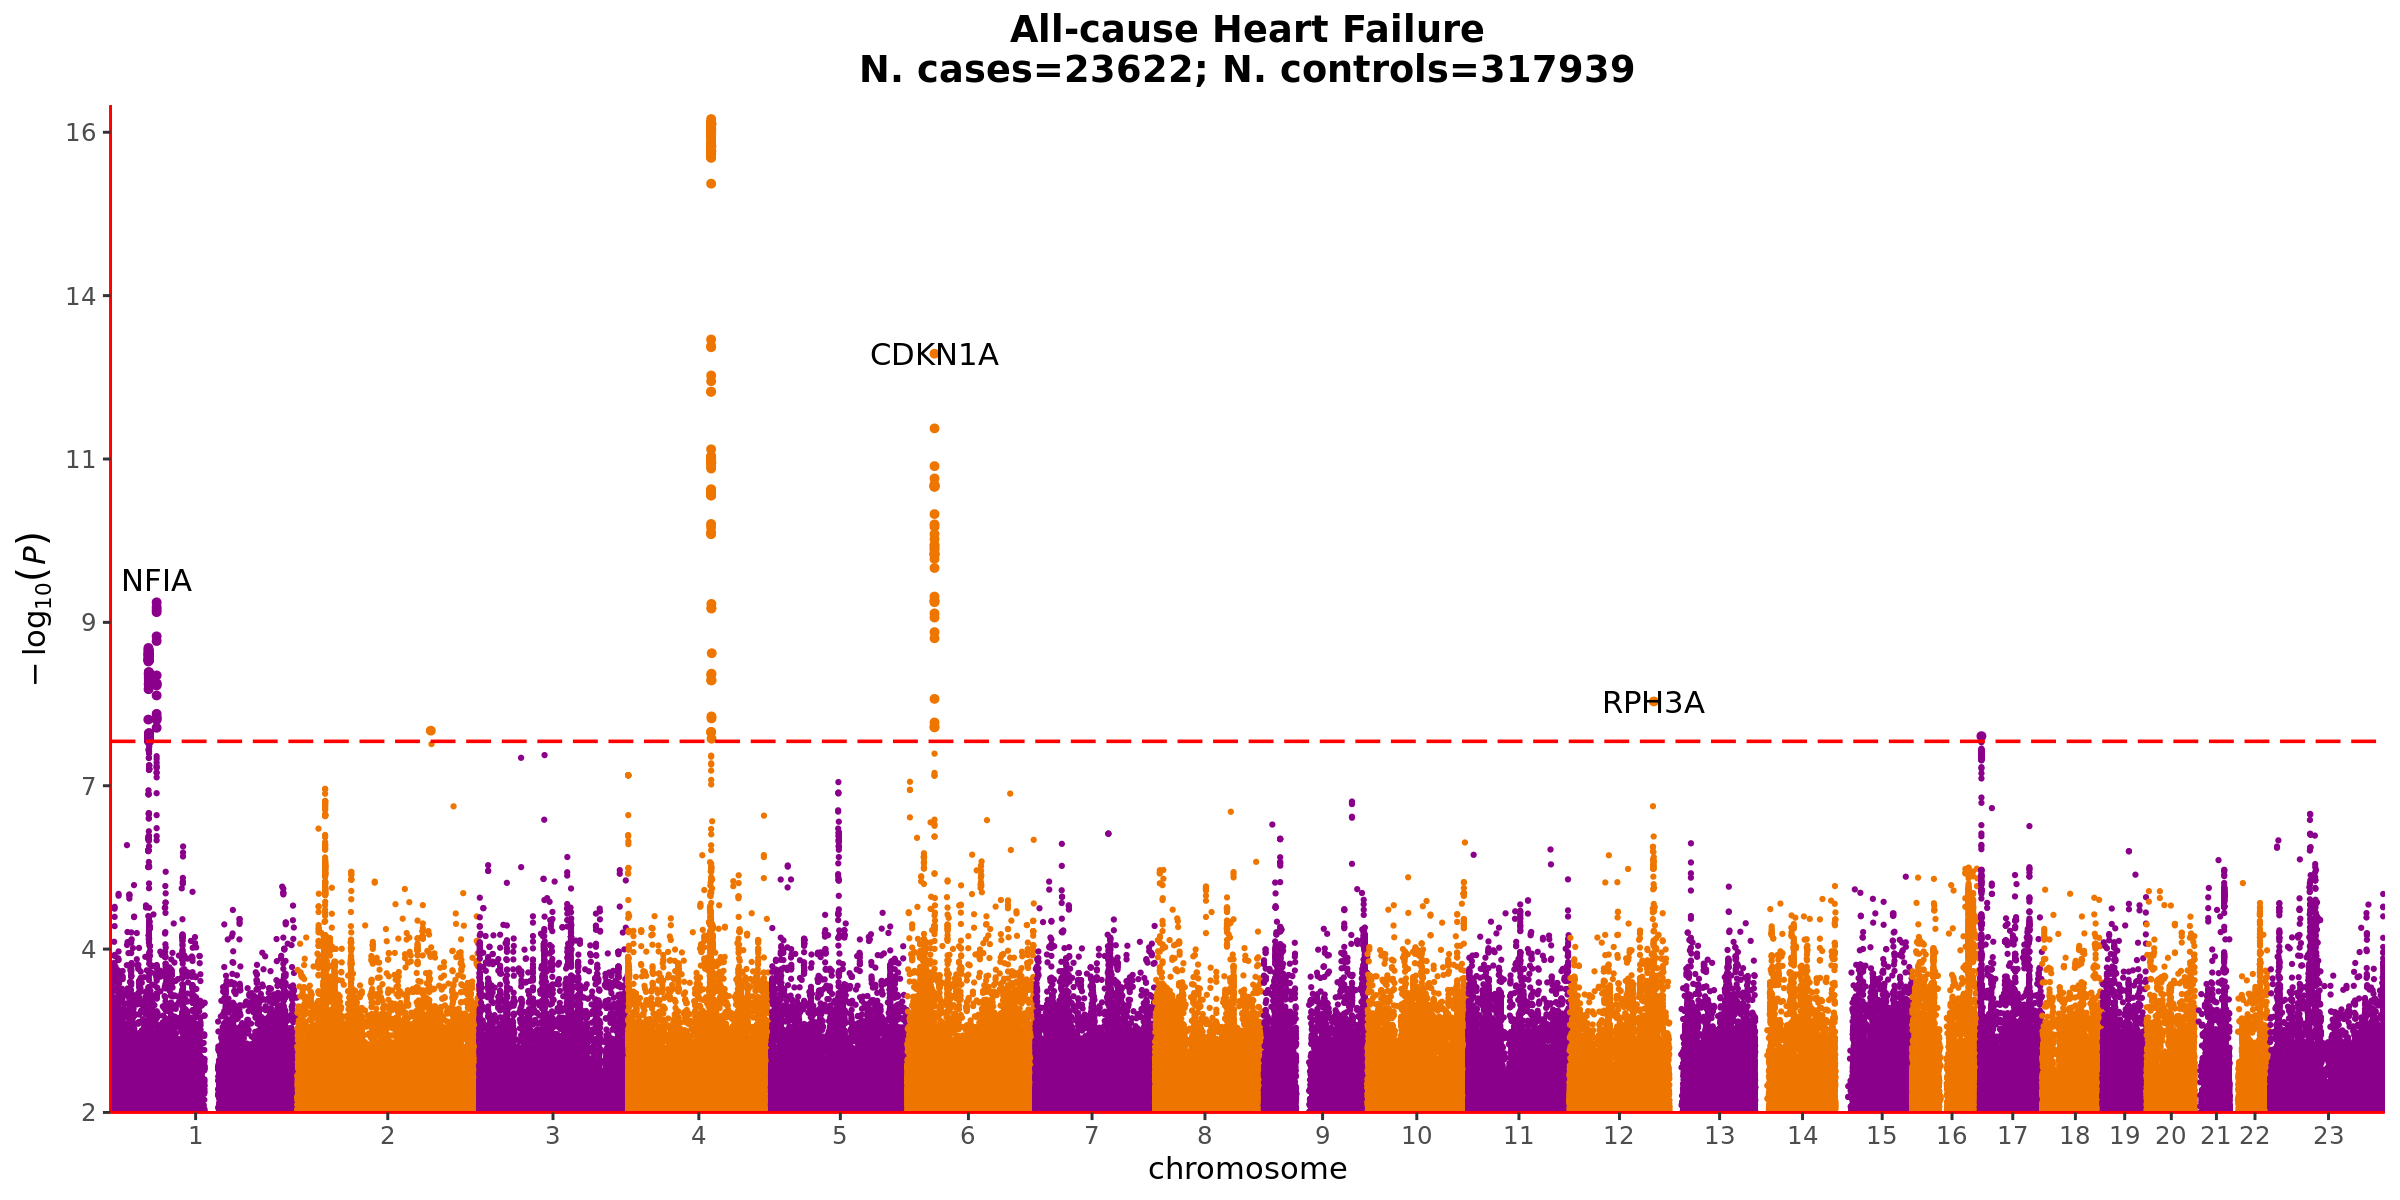 All-cause Heart Failure
N. cases=23622; N. controls=317939
16
14
11
9
7
4
2
− log10(P)
NFIA
CDKN1A
RPH3A
1 2 3 4 5 6 7 8 9 10 11 12 13 14 15 16 17 18 19 20 21 22 23
chromosome